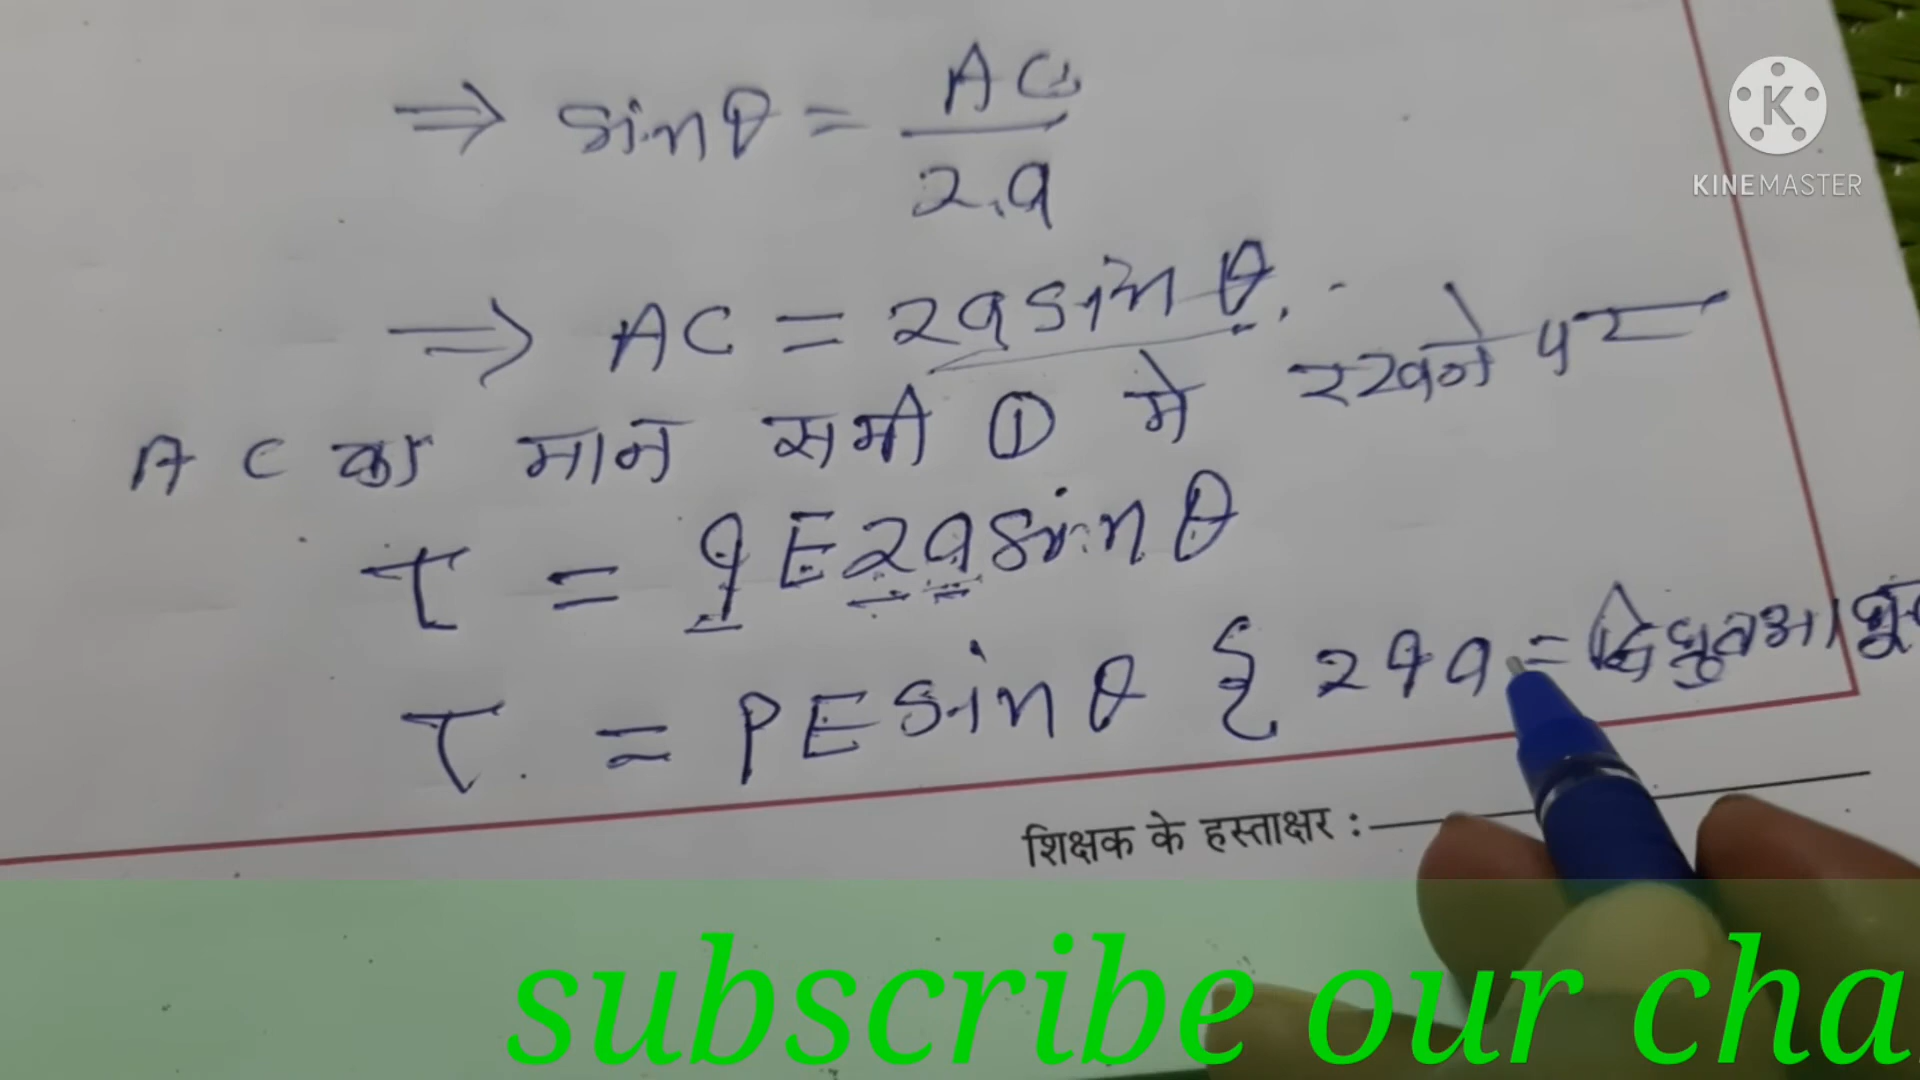 ⇒ sinθ = AC / 2a
KINEMASTER
⇒ AC = 2a sinθ
AC का मान समी ① मे रखने पर
τ = qE2a sinθ
τ = PE sinθ { 2qa =
शिक्षक के हस्ताक्षर :
subscribe our cha